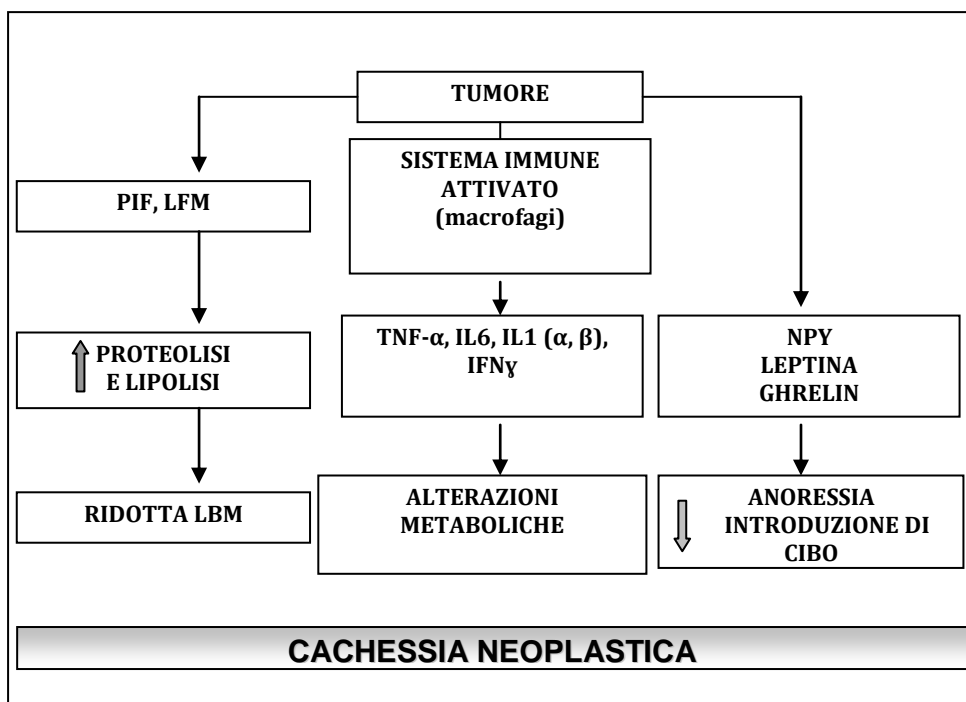 TUMORE
SISTEMA IMMUNE
ATTIVATO
(macrofagi)
PIF, LFM
TNF-α, IL6, IL1 (α, β),
IFNɣ
PROTEOLISI
E LIPOLISI
NPY
LEPTINA
GHRELIN
RIDOTTA LBM
ALTERAZIONI
METABOLICHE
ANORESSIA
INTRODUZIONE DI
CIBO
CACHESSIA NEOPLASTICA